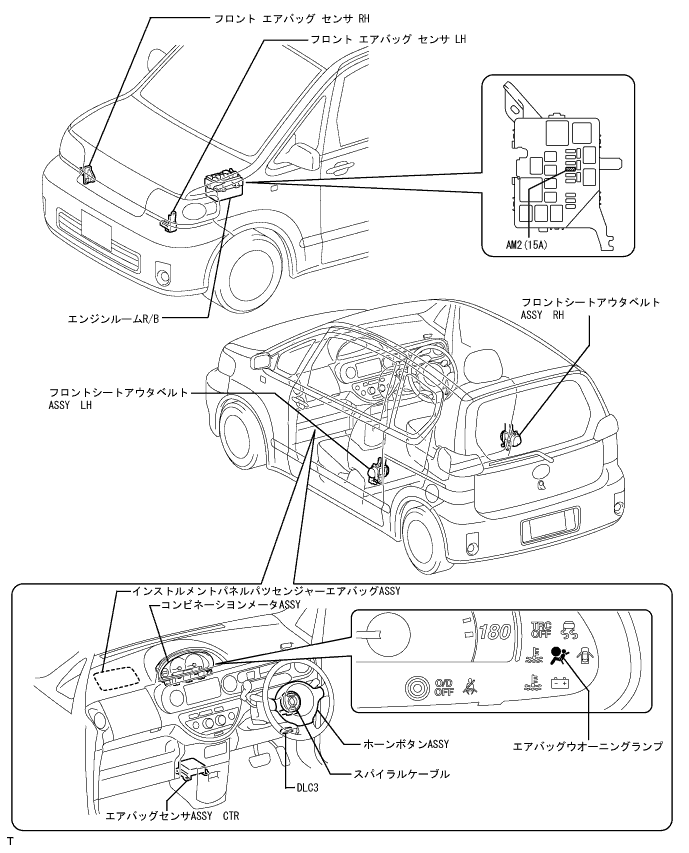 フロント エアバッグ センサ RH
フロント エアバッグ センサ LH
AM2(15A)
エンジンルームR/B
フロントシートアウタベルト
ASSY RH
フロントシートアウタベルト
ASSY LH
インストルメントパネルパツセンジャーエアバッグASSY
コンビネーションメータASSY
180
TRC
OFF
O/D
OFF
ホーンボタンASSY
エアバッグウオーニングランプ
スパイラルケーブル
DLC3
エアバッグセンサASSY CTR
T